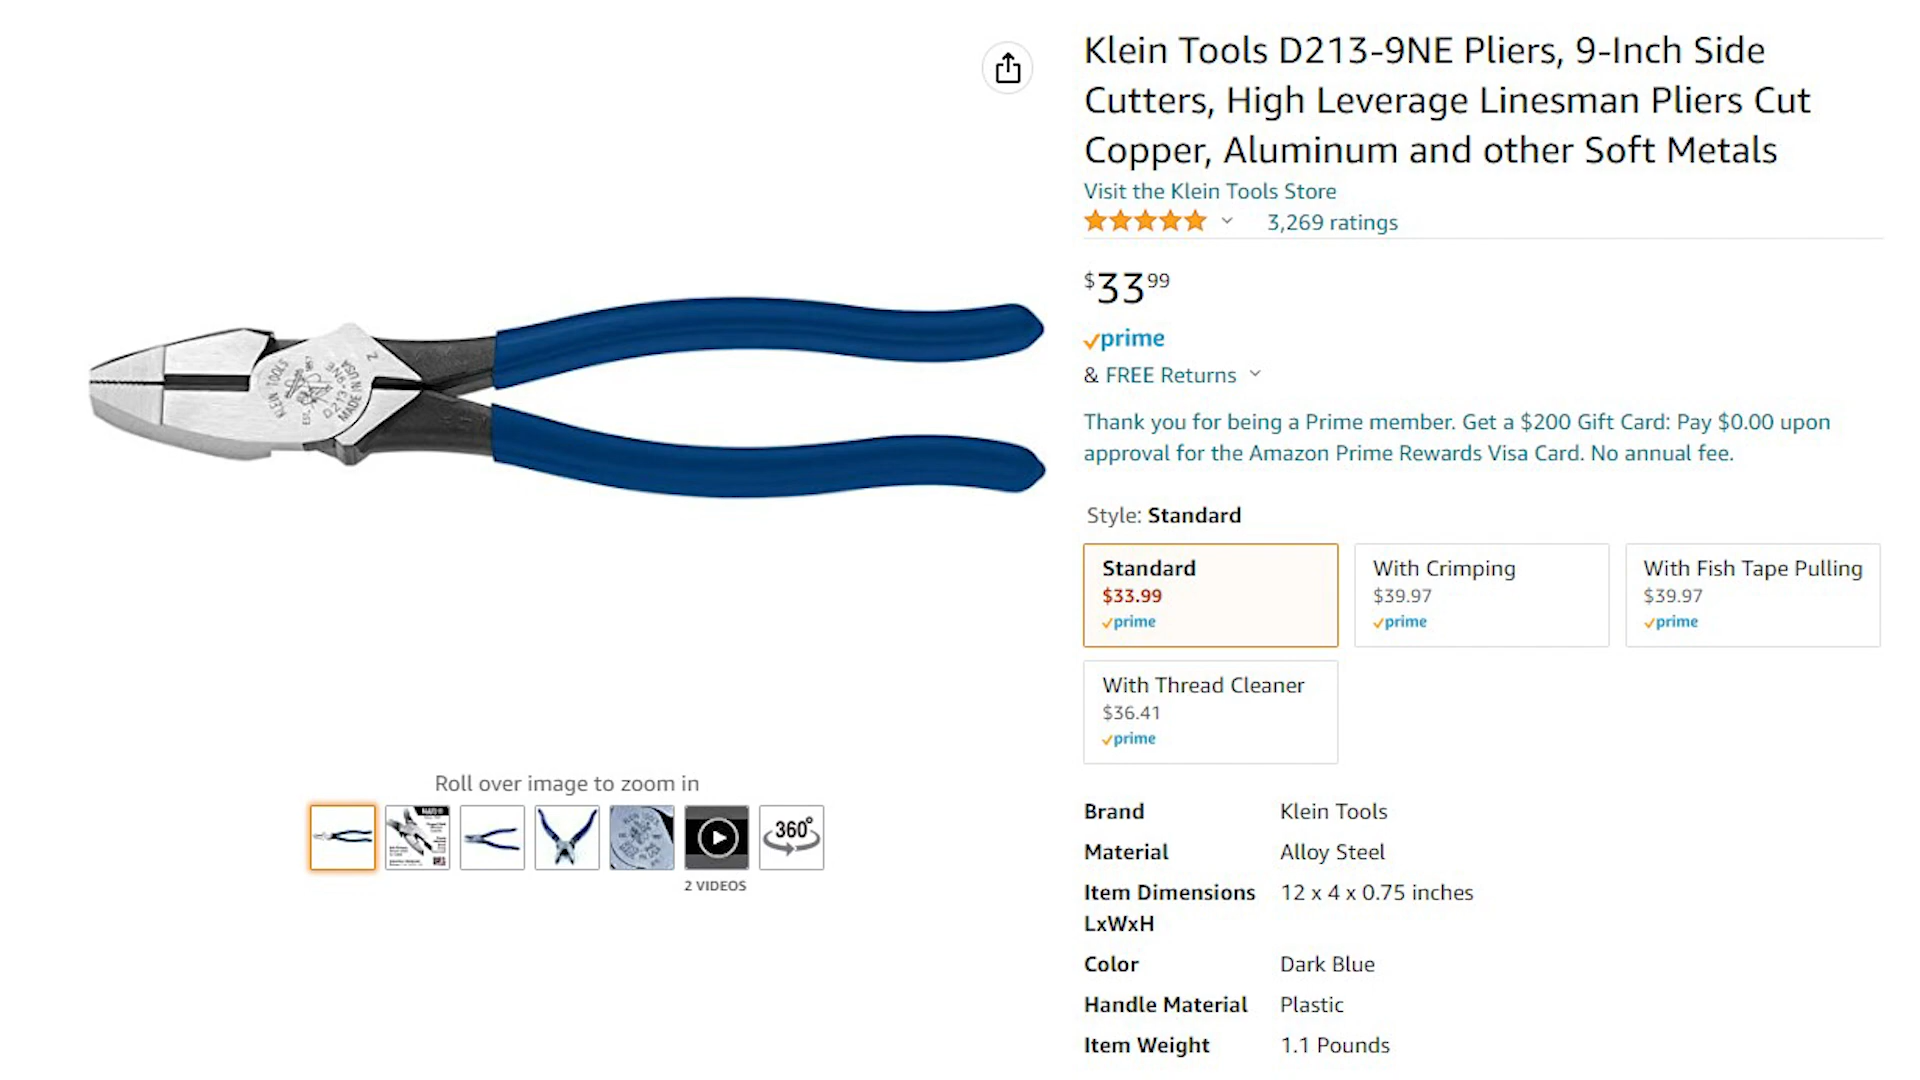 Klein Tools D213-9NE Pliers, 9-Inch Side
Cutters, High Leverage Linesman Pliers Cut
Copper, Aluminum and other Soft Metals
Visit the Klein Tools Store
3,269 ratings
$33.99
prime
& FREE Returns
Thank you for being a Prime member. Get a $200 Gift Card: Pay $0.00 upon
approval for the Amazon Prime Rewards Visa Card. No annual fee.
Style: Standard
Standard
$33.99
prime
With Crimping
$39.97
prime
With Fish Tape Pulling
$39.97
prime
With Thread Cleaner
$36.41
prime
Brand Klein Tools
Material Alloy Steel
Item Dimensions 12 x 4 x 0.75 inches
LxWxH
Color Dark Blue
Handle Material Plastic
Item Weight 1.1 Pounds
KLEIN TOOLS
EST. 1857
D213-9NE
MADE IN USA
Roll over image to zoom in
360°
2 VIDEOS